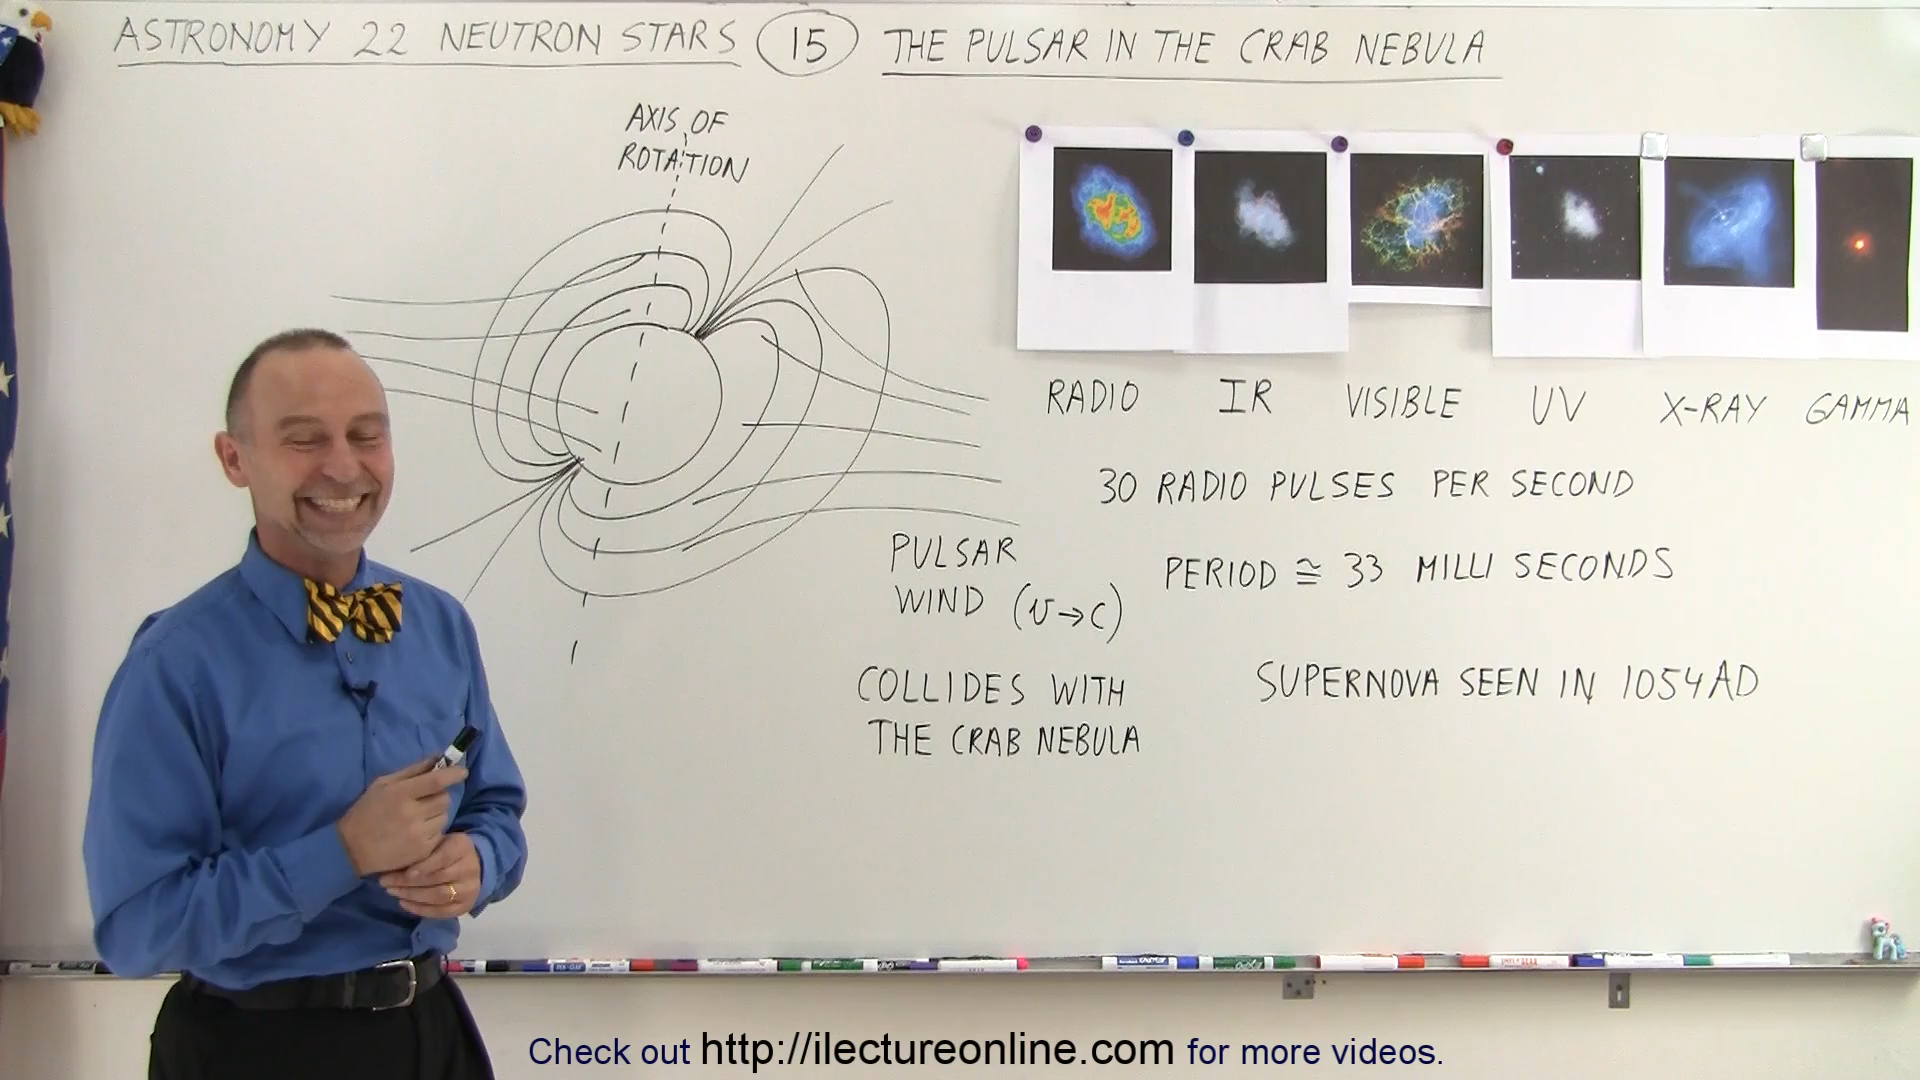 ASTRONOMY 22 NEUTRON STARS 15 THE PULSAR IN THE CRAB NEBULA
AXIS OF
ROTATION
RADIO IR VISIBLE UV X-RAY GAMMA
30 RADIO PULSES PER SECOND
PERIOD ≅ 33 MILLI SECONDS
PULSAR
WIND (v→c)
COLLIDES WITH
THE CRAB NEBULA
SUPERNOVA SEEN IN 1054AD
Check out http://ilectureonline.com for more videos.